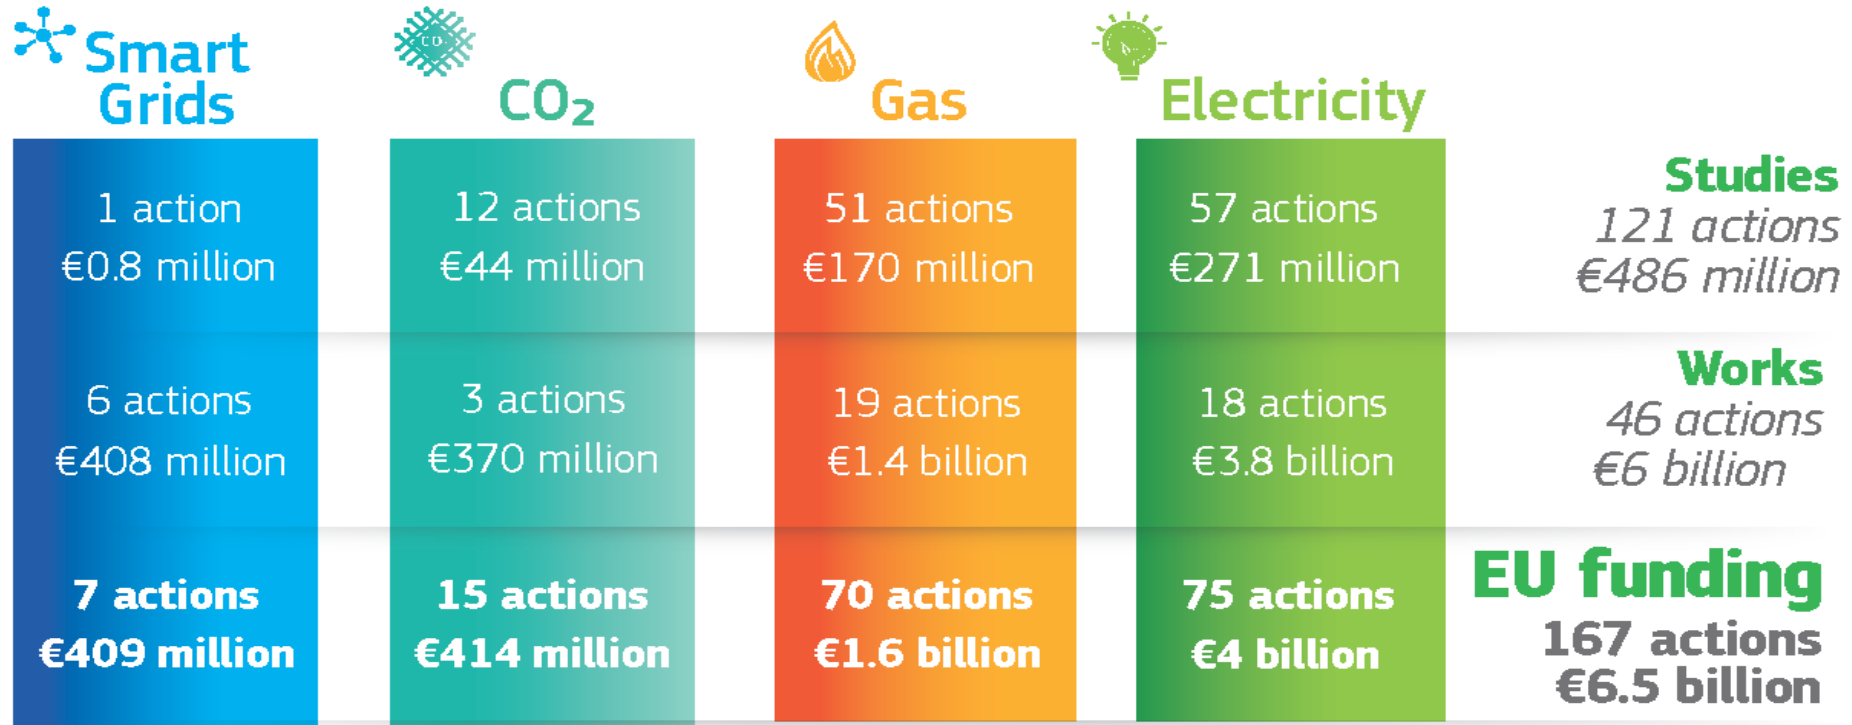 Smart
Grids
CO₂
Gas
Electricity
1 action
€0.8 million
12 actions
€44 million
51 actions
€170 million
57 actions
€271 million
Studies
121 actions
€486 million
6 actions
€408 million
3 actions
€370 million
19 actions
€1.4 billion
18 actions
€3.8 billion
Works
46 actions
€6 billion
7 actions
€409 million
15 actions
€414 million
70 actions
€1.6 billion
75 actions
€4 billion
EU funding
167 actions
€6.5 billion